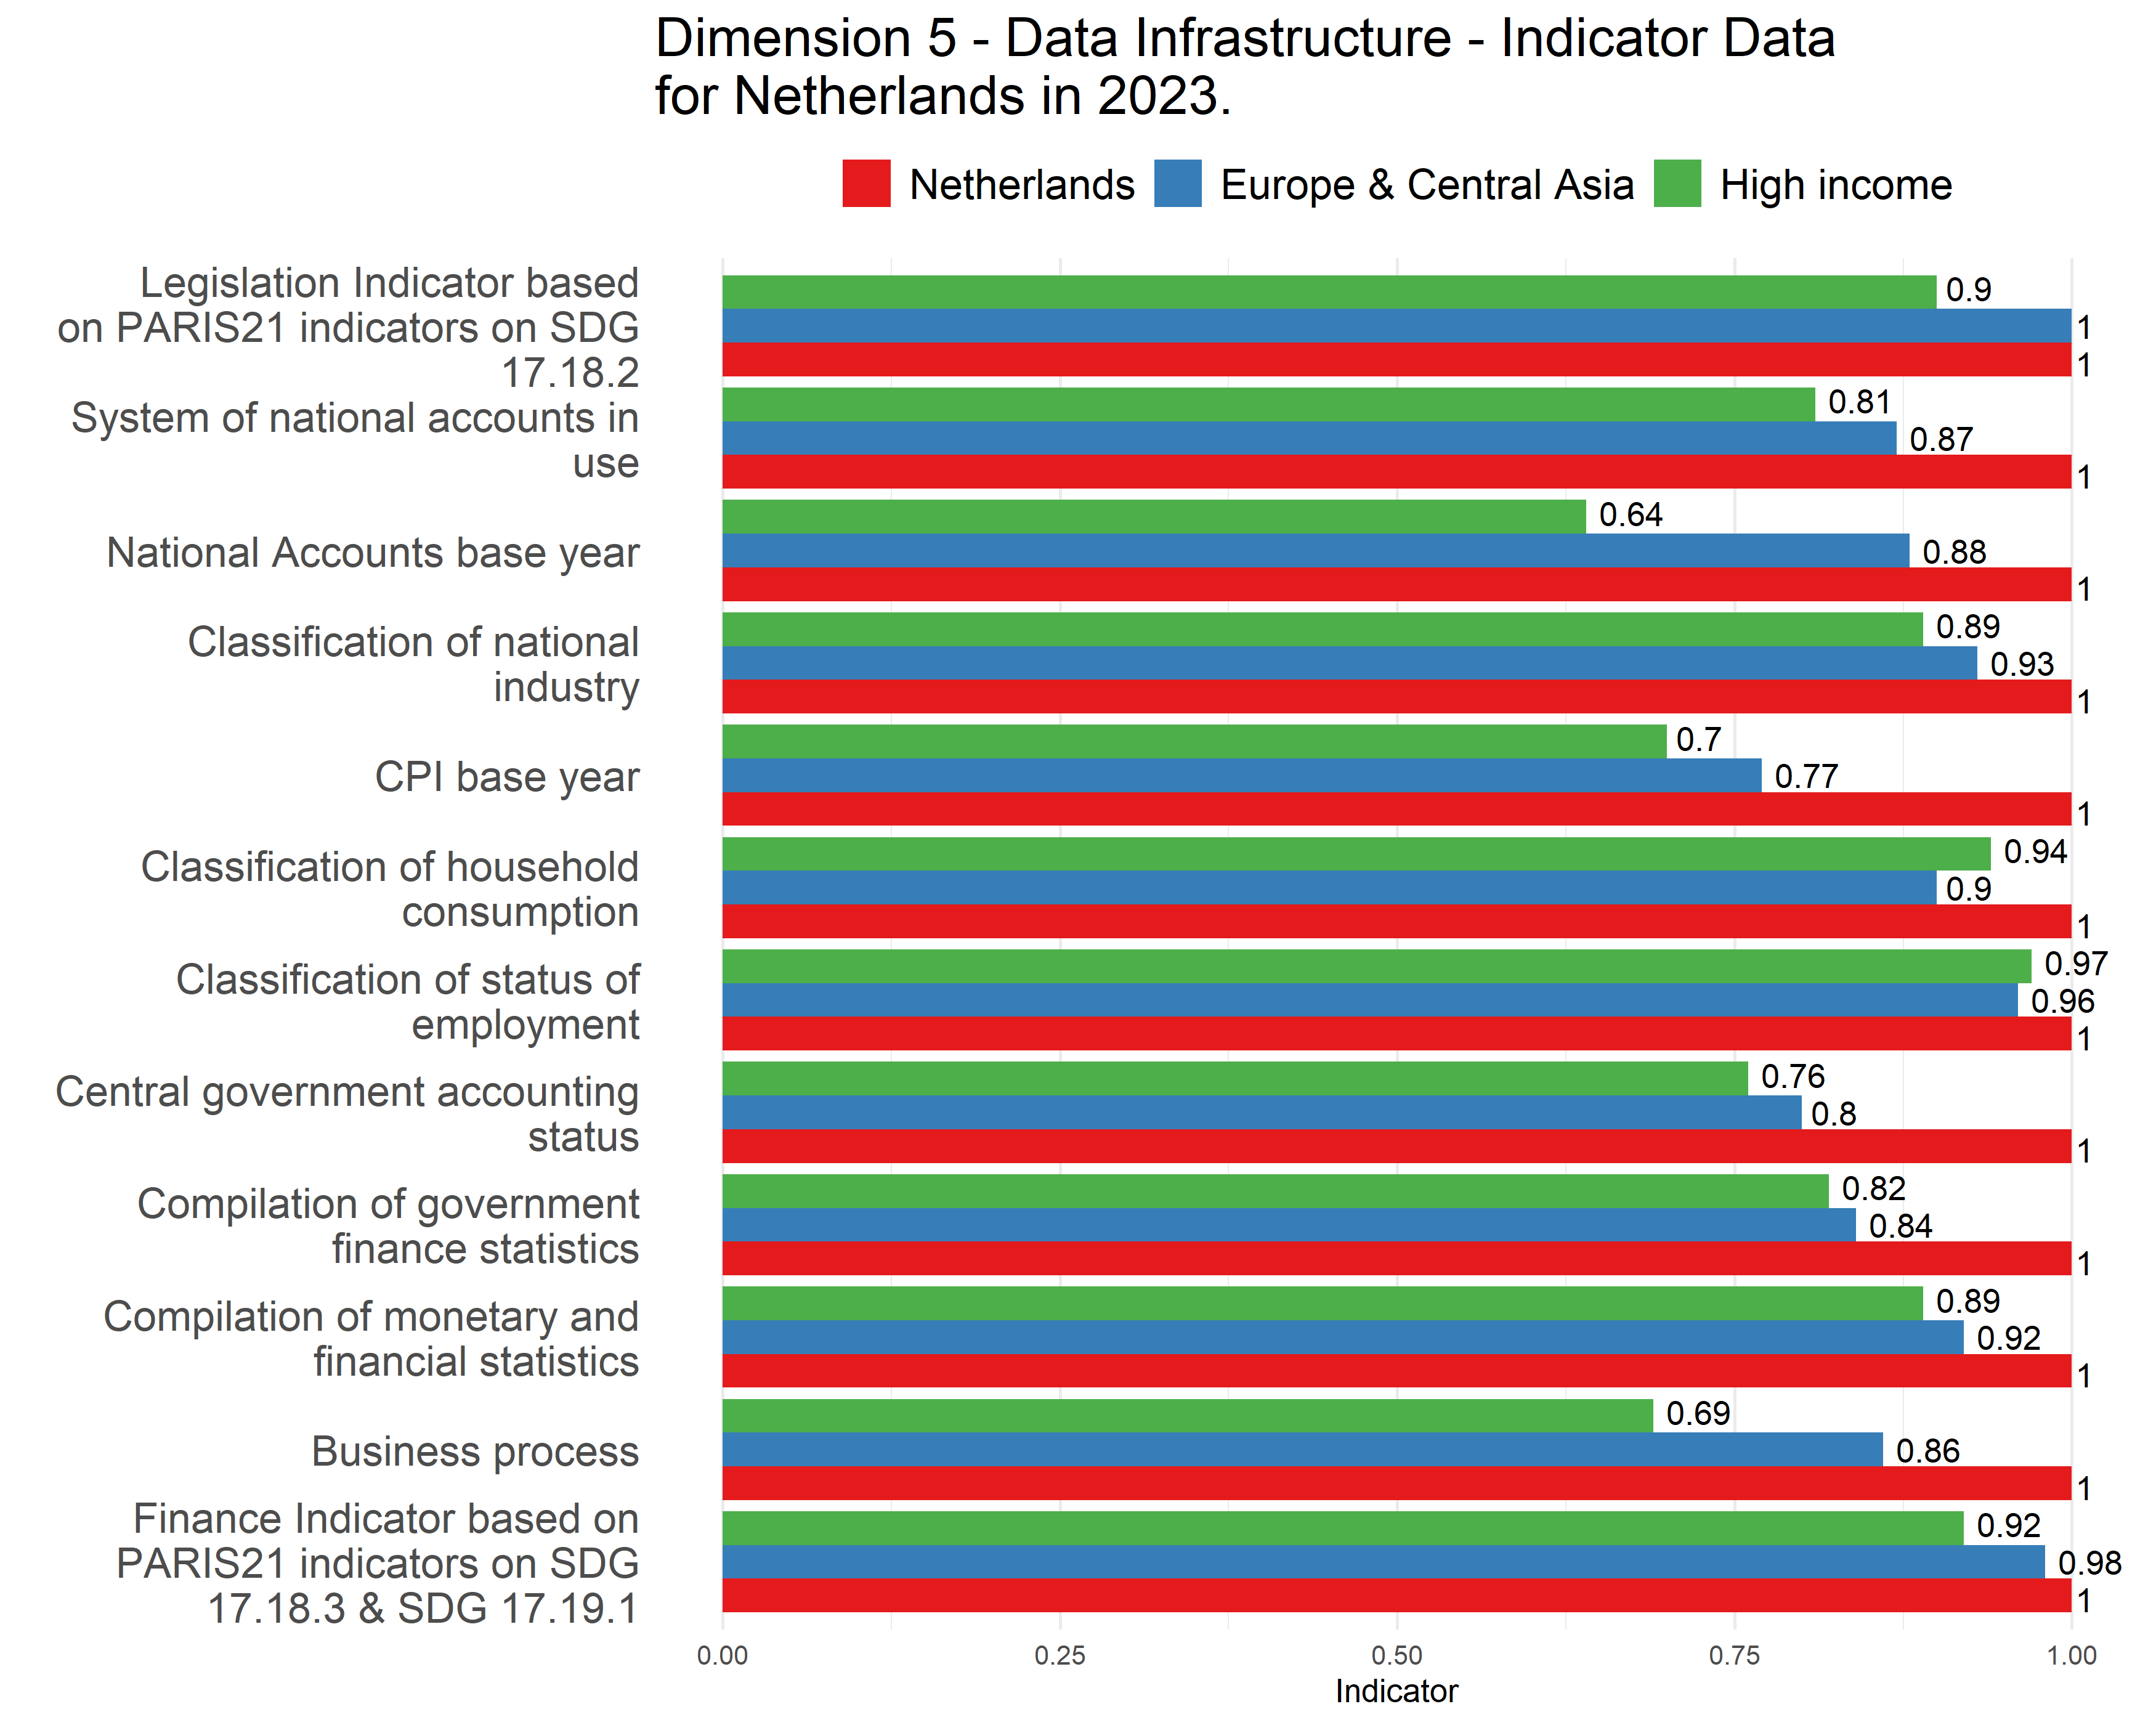 Dimension 5 - Data Infrastructure - Indicator Data
for Netherlands in 2023.
Netherlands Europe & Central Asia High income
Legislation Indicator based
on PARIS21 indicators on SDG
17.18.2
0.9
1
1
System of national accounts in
use
0.81
0.87
1
National Accounts base year
0.64
0.88
1
Classification of national
industry
0.89
0.93
1
CPI base year
0.7
0.77
1
Classification of household
consumption
0.94
0.9
1
Classification of status of
employment
0.97
0.96
1
Central government accounting
status
0.76
0.8
1
Compilation of government
finance statistics
0.82
0.84
1
Compilation of monetary and
financial statistics
0.89
0.92
1
Business process
0.69
0.86
1
Finance Indicator based on
PARIS21 indicators on SDG
17.18.3 & SDG 17.19.1
0.92
0.98
1
0.00 0.25 0.50 0.75 1.00
Indicator